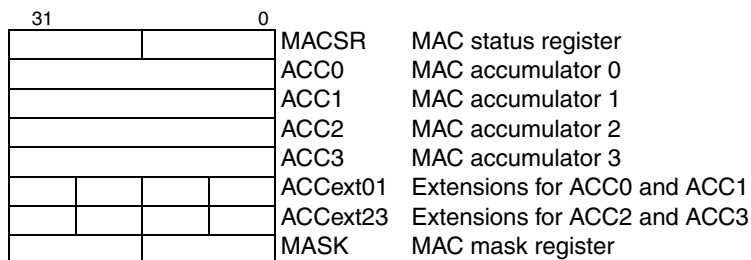 31 0
MACSR MAC status register
ACC0 MAC accumulator 0
ACC1 MAC accumulator 1
ACC2 MAC accumulator 2
ACC3 MAC accumulator 3
ACCext01 Extensions for ACC0 and ACC1
ACCext23 Extensions for ACC2 and ACC3
MASK MAC mask register